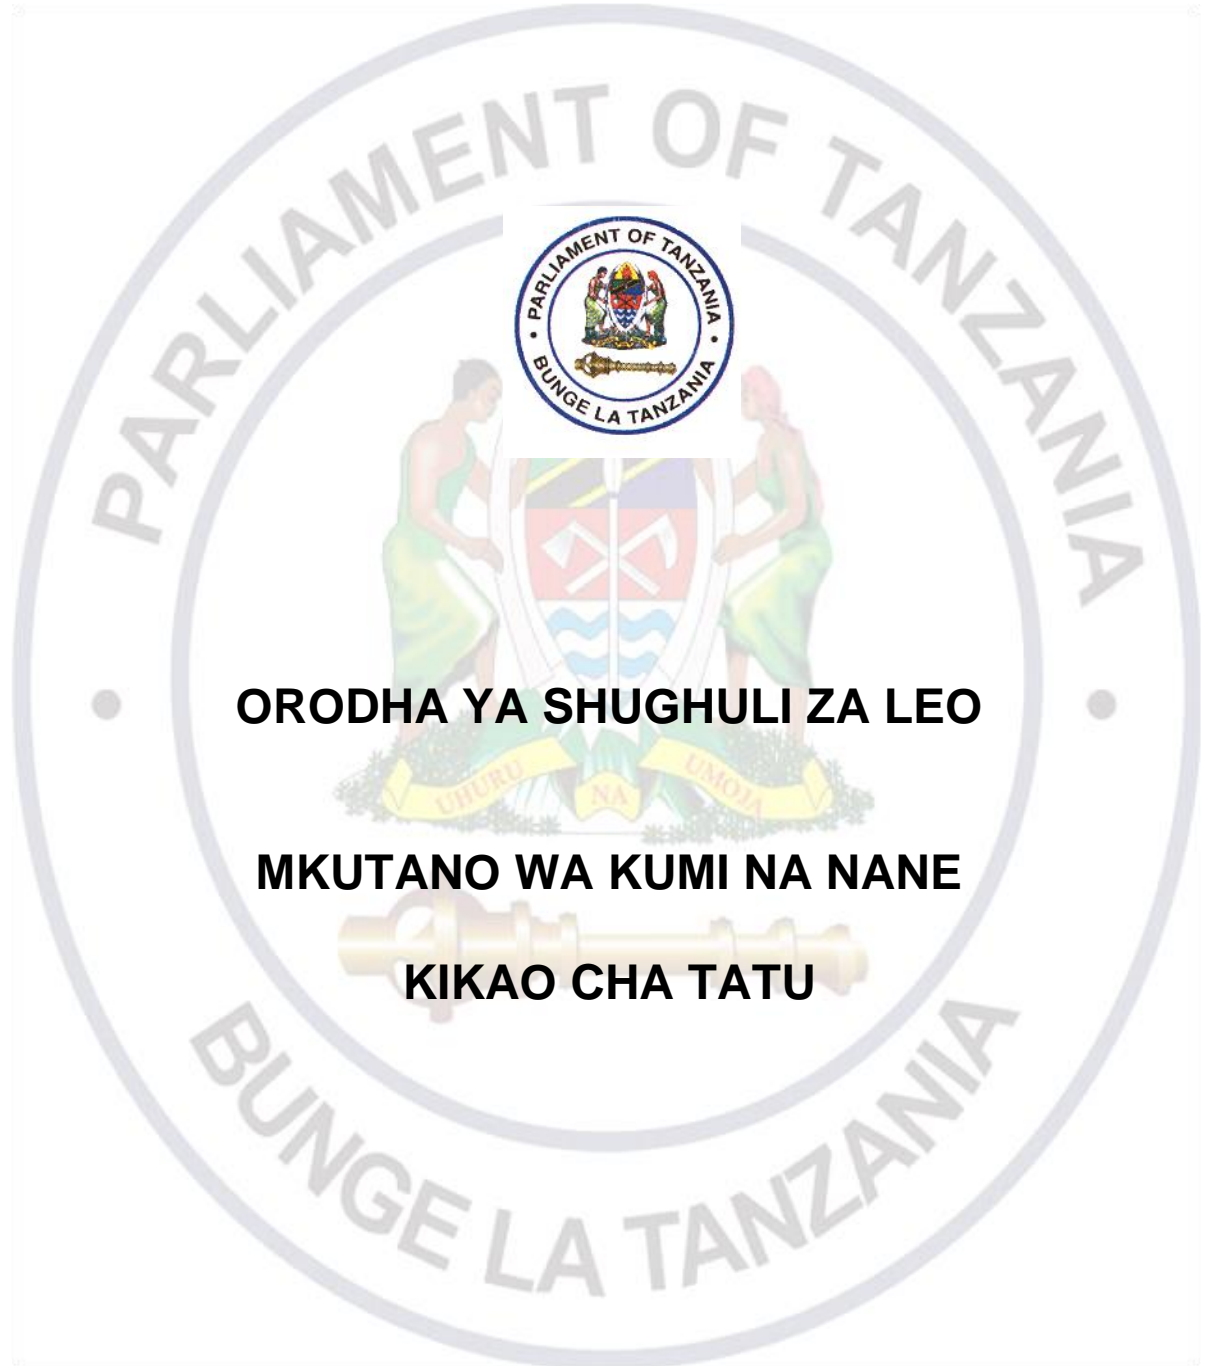 PARLIAMENT OF TANZANIA
BUNGE LA TANZANIA
PARLIAMENT OF TANZANIA
BUNGE LA TANZANIA
ORODHA YA SHUGHULI ZA LEO
UHURU NA UMOJA
MKUTANO WA KUMI NA NANE
KIKAO CHA TATU